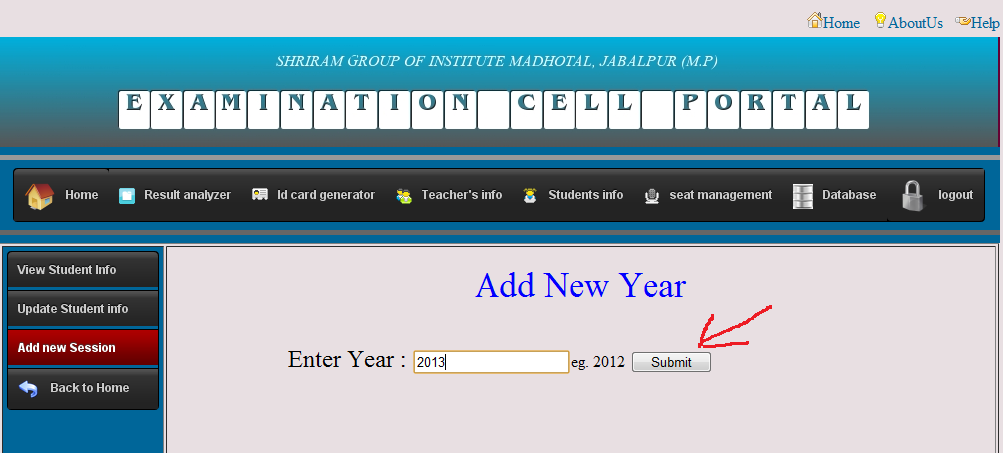 Home AboutUs Help
SHRIRAM GROUP OF INSTITUTE MADHOTAL, JABALPUR (M.P)
EXAMINATION CELL PORTAL
Home Result analyzer Id card generator Teacher's info Students info seat management Database logout
View Student Info
Update Student info
Add new Session
Back to Home
Add New Year
Enter Year : 2013 eg. 2012 Submit